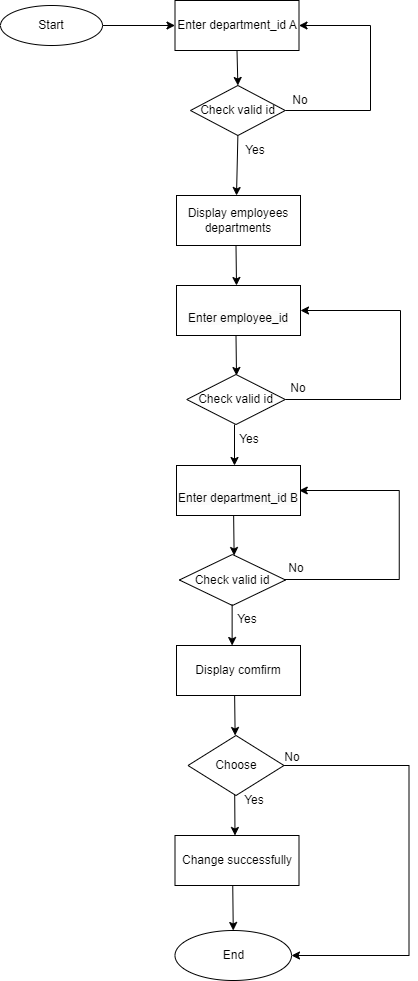 Start
Enter department_id A
Check valid id
No
Yes
Display employees
departments
Enter employee_id
Check valid id
No
Yes
Enter department_id B
Check valid id
No
Yes
Display comfirm
Choose
No
Yes
Change successfully
End